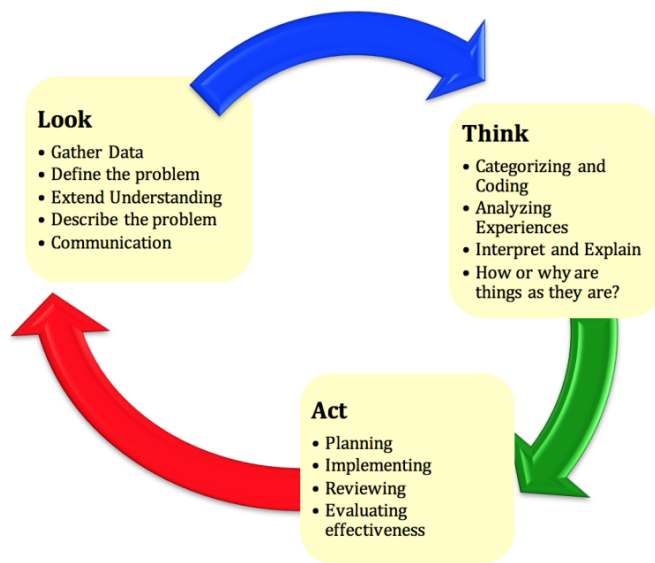 Look
• Gather Data
• Define the problem
• Extend Understanding
• Describe the problem
• Communication
Think
• Categorizing and
Coding
• Analyzing
Experiences
• Interpret and Explain
• How or why are
things as they are?
Act
• Planning
• Implementing
• Reviewing
• Evaluating
effectiveness